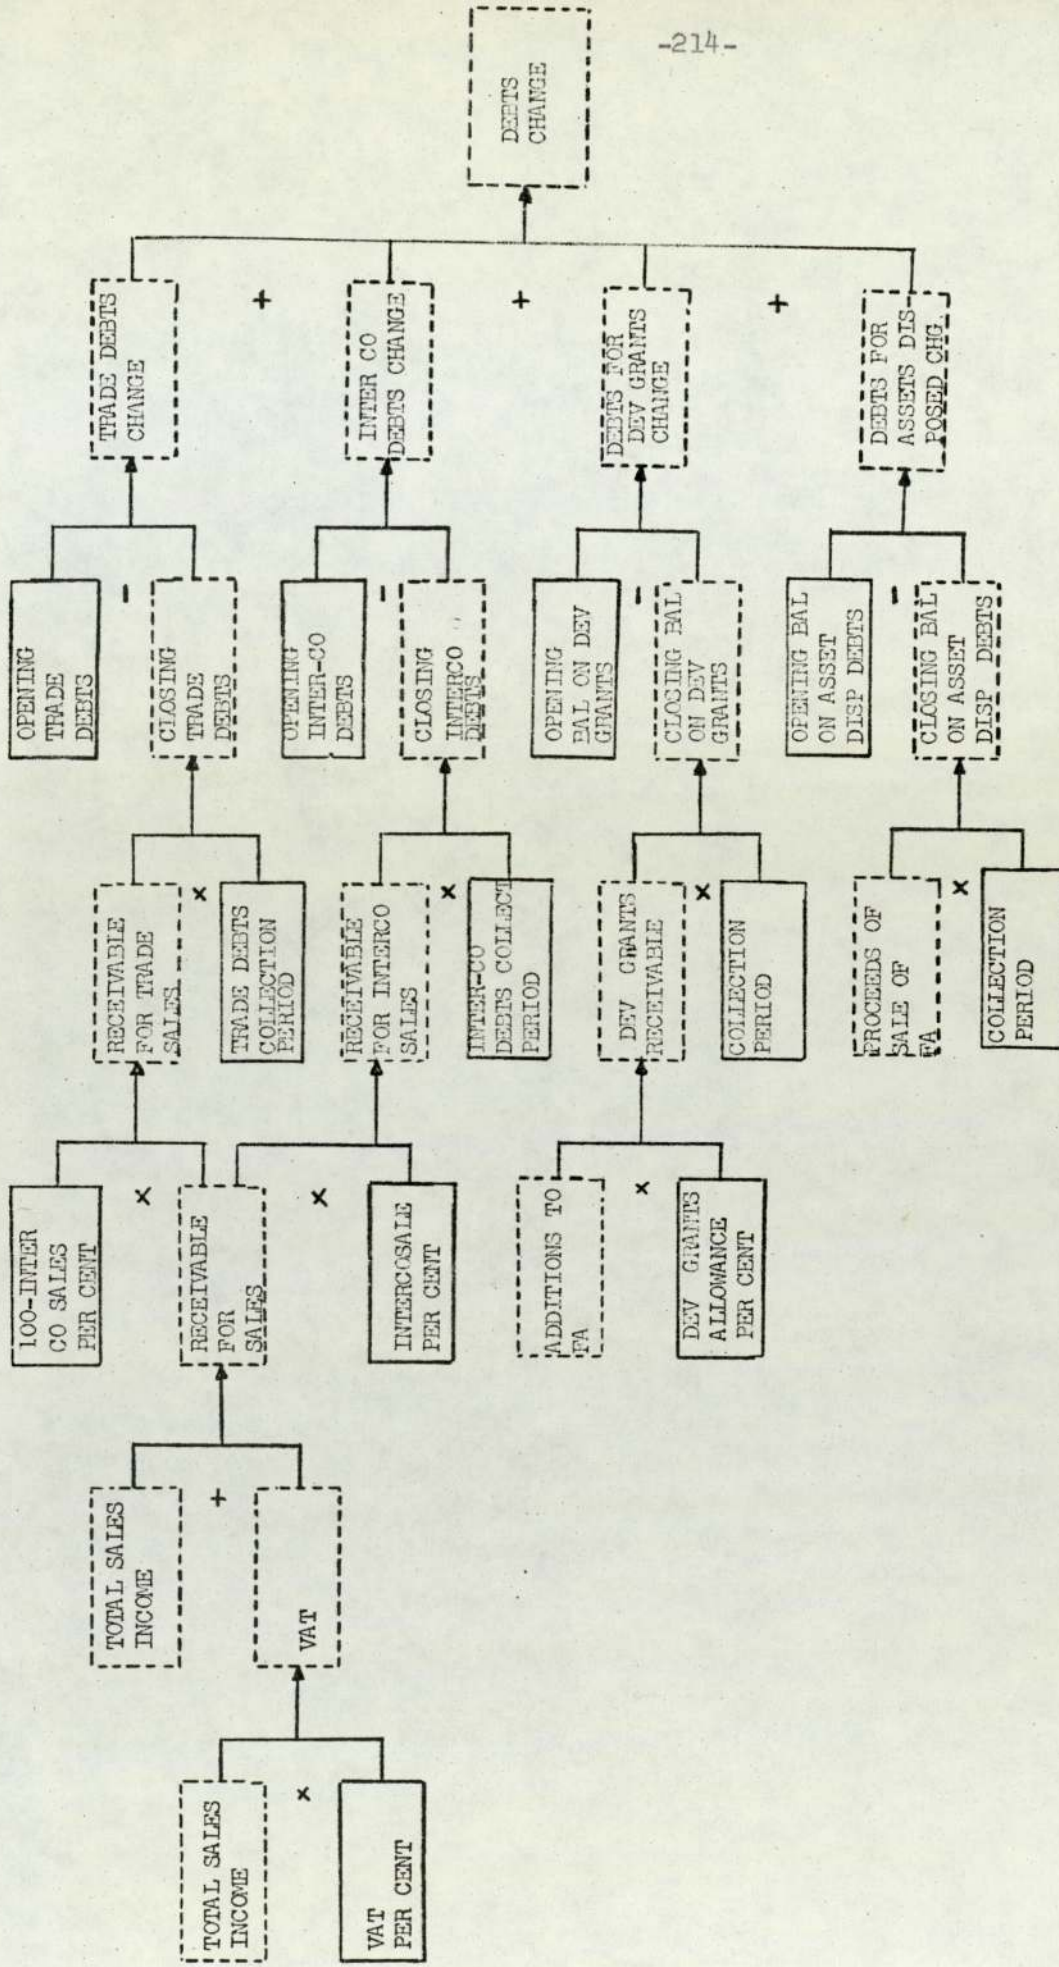 -214-
DEBTS
CHANGE
TRADE DEBTS
CHANGE
+
INTER CO
DEBTS CHANGE
+
DEBTS FOR
DEV GRANTS
CHANGE
+
DEBTS FOR
ASSETS DIS-
POSED CHG.
OPENING
TRADE
DEBTS
-
CLOSING
TRADE
DEBTS
OPENING
INTER-CO
DEBTS
-
CLOSING
INTERCO
DEBTS
OPENING
BAL ON DEV
GRANTS
-
CLOSING BAL
ON DEV
GRANTS
OPENING BAL
ON ASSET
DISP DEBTS
-
CLOSING BAL
ON ASSET
DISP DEBTS
RECEIVABLE
FOR TRADE
SALES
x
TRADE DEBTS
COLLECTION
PERIOD
RECEIVABLE
FOR INTERCO
SALES
x
INTER-CO
DEBTS COLLECT
PERIOD
DEV GRANTS
RECEIVABLE
x
COLLECTION
PERIOD
PROCEEDS OF
SALE OF
FA
x
COLLECTION
PERIOD
100-INTER
CO SALES
PER CENT
x
RECEIVABLE
FOR
SALES
x
INTERCOSALE
PER CENT
ADDITIONS TO
FA
x
DEV GRANTS
ALLOWANCE
PER CENT
TOTAL SALES
INCOME
+
VAT
TOTAL SALES
INCOME
x
VAT
PER CENT